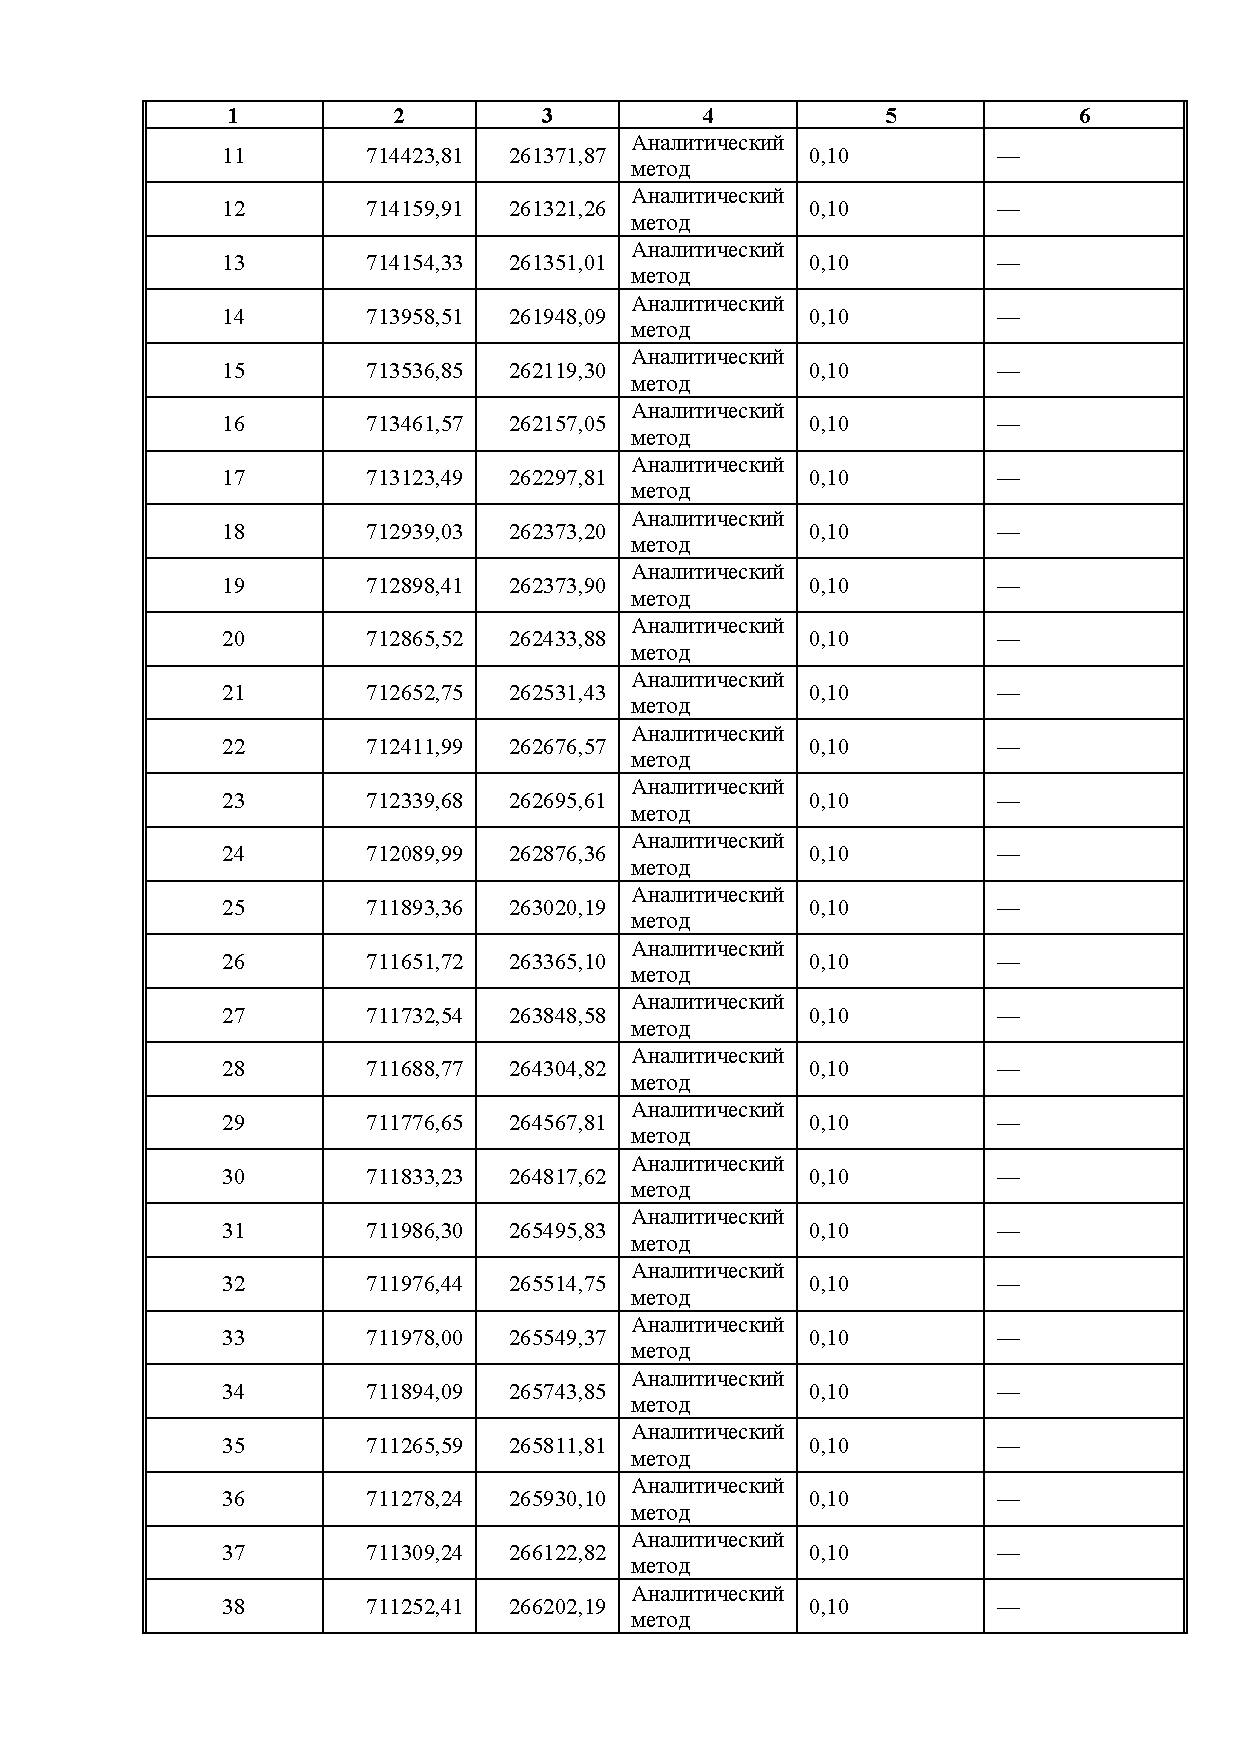 1 2 3 4 5 6
11 714423,81 261371,87 Аналитический метод 0,10 —
12 714159,91 261321,26 Аналитический метод 0,10 —
13 714154,33 261351,01 Аналитический метод 0,10 —
14 713958,51 261948,09 Аналитический метод 0,10 —
15 713536,85 262119,30 Аналитический метод 0,10 —
16 713461,57 262157,05 Аналитический метод 0,10 —
17 713123,49 262297,81 Аналитический метод 0,10 —
18 712939,03 262373,20 Аналитический метод 0,10 —
19 712898,41 262373,90 Аналитический метод 0,10 —
20 712865,52 262433,88 Аналитический метод 0,10 —
21 712652,75 262531,43 Аналитический метод 0,10 —
22 712411,99 262676,57 Аналитический метод 0,10 —
23 712339,68 262695,61 Аналитический метод 0,10 —
24 712089,99 262876,36 Аналитический метод 0,10 —
25 711893,36 263020,19 Аналитический метод 0,10 —
26 711651,72 263365,10 Аналитический метод 0,10 —
27 711732,54 263848,58 Аналитический метод 0,10 —
28 711688,77 264304,82 Аналитический метод 0,10 —
29 711776,65 264567,81 Аналитический метод 0,10 —
30 711833,23 264817,62 Аналитический метод 0,10 —
31 711986,30 265495,83 Аналитический метод 0,10 —
32 711976,44 265514,75 Аналитический метод 0,10 —
33 711978,00 265549,37 Аналитический метод 0,10 —
34 711894,09 265743,85 Аналитический метод 0,10 —
35 711265,59 265811,81 Аналитический метод 0,10 —
36 711278,24 265930,10 Аналитический метод 0,10 —
37 711309,24 266122,82 Аналитический метод 0,10 —
38 711252,41 266202,19 Аналитический метод 0,10 —